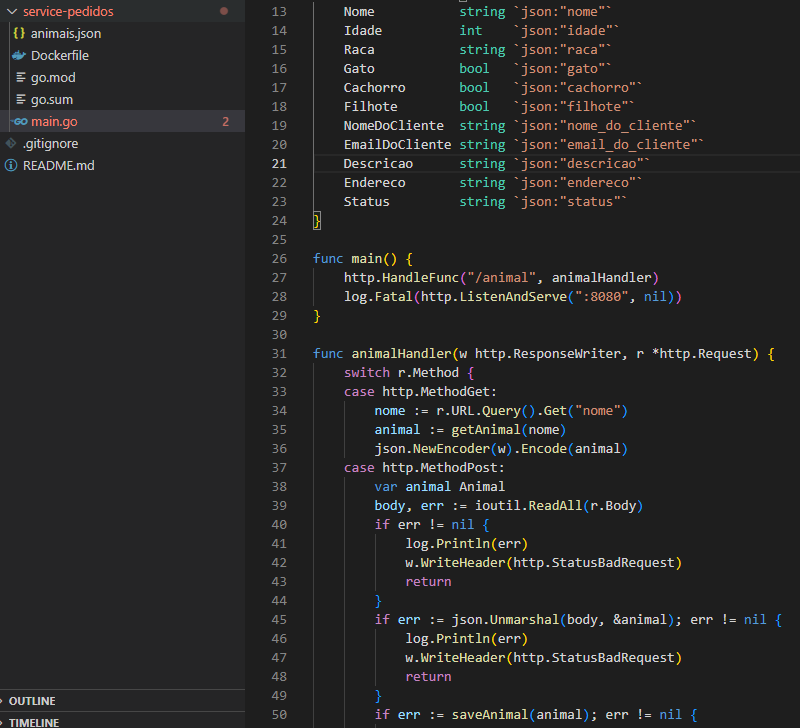 service-pedidos
{} animais.json
Dockerfile
go.mod
go.sum
main.go 2
.gitignore
README.md
OUTLINE
TIMELINE
13 Nome string `json:"nome"`
14 Idade int `json:"idade"`
15 Raca string `json:"raca"`
16 Gato bool `json:"gato"`
17 Cachorro bool `json:"cachorro"`
18 Filhote bool `json:"filhote"`
19 NomeDoCliente string `json:"nome_do_cliente"`
20 EmailDoCliente string `json:"email_do_cliente"`
21 Descricao string `json:"descricao"`
22 Endereco string `json:"endereco"`
23 Status string `json:"status"`
24 }
25
26 func main() {
27 http.HandleFunc("/animal", animalHandler)
28 log.Fatal(http.ListenAndServe(":8080", nil))
29 }
30
31 func animalHandler(w http.ResponseWriter, r *http.Request) {
32 switch r.Method {
33 case http.MethodGet:
34 nome := r.URL.Query().Get("nome")
35 animal := getAnimal(nome)
36 json.NewEncoder(w).Encode(animal)
37 case http.MethodPost:
38 var animal Animal
39 body, err := ioutil.ReadAll(r.Body)
40 if err != nil {
41 log.Println(err)
42 w.WriteHeader(http.StatusBadRequest)
43 return
44 }
45 if err := json.Unmarshal(body, &animal); err != nil {
46 log.Println(err)
47 w.WriteHeader(http.StatusBadRequest)
48 return
49 }
50 if err := saveAnimal(animal); err != nil {